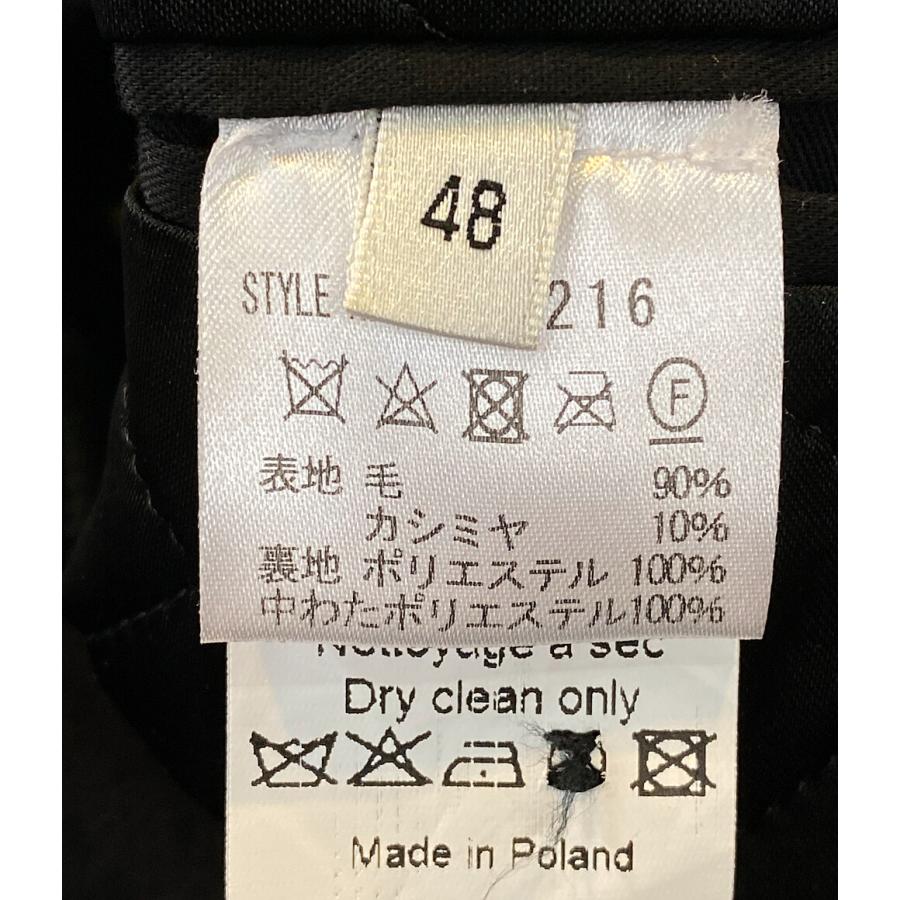 48
STYLE 216
F
表地 毛 90%
カシミヤ 10%
裏地 ポリエステル 100%
中わたポリエステル100%
Nettoyage à sec
Dry clean only
Made in Poland